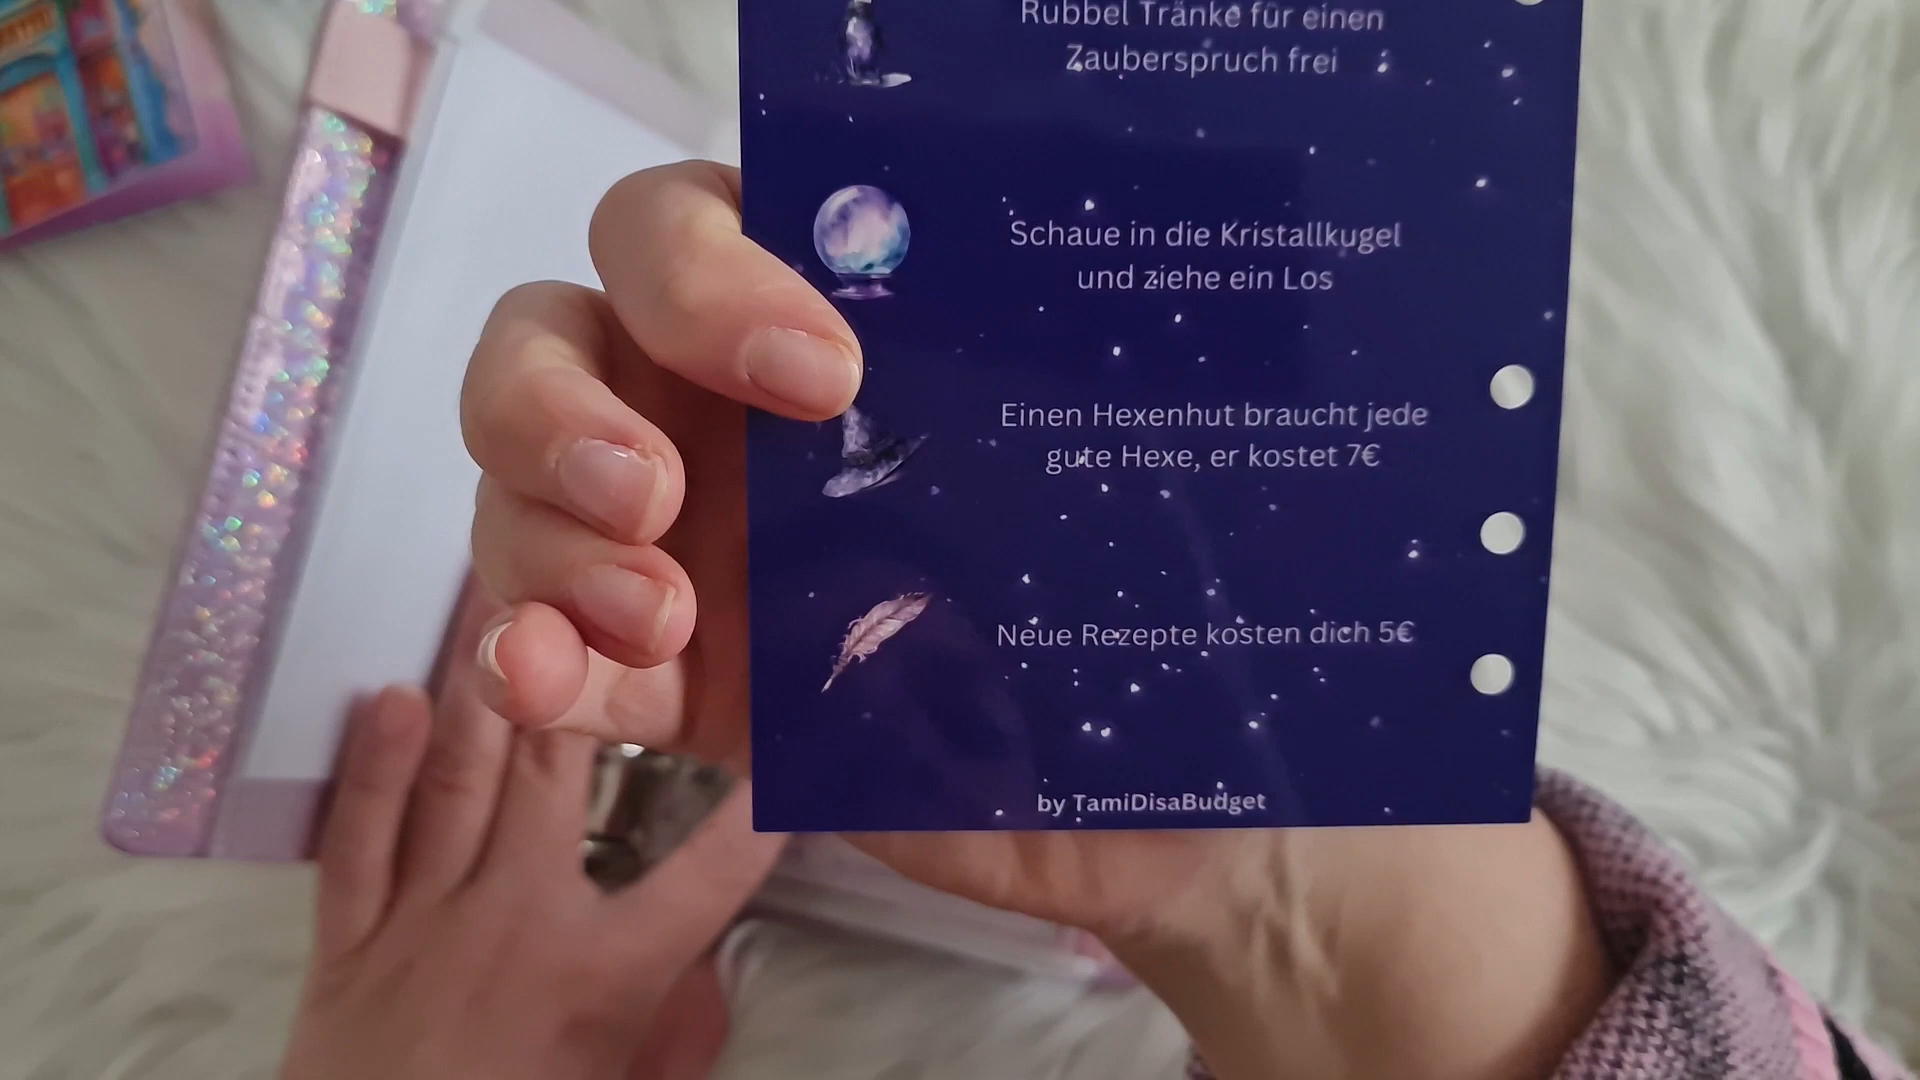 Rubbel Tränke für einen
Zauberspruch frei
Schaue in die Kristallkugel
und ziehe ein Los
Einen Hexenhut braucht jede
gute Hexe, er kostet 7€
Neue Rezepte kosten dich 5€
by TamiDisaBudget